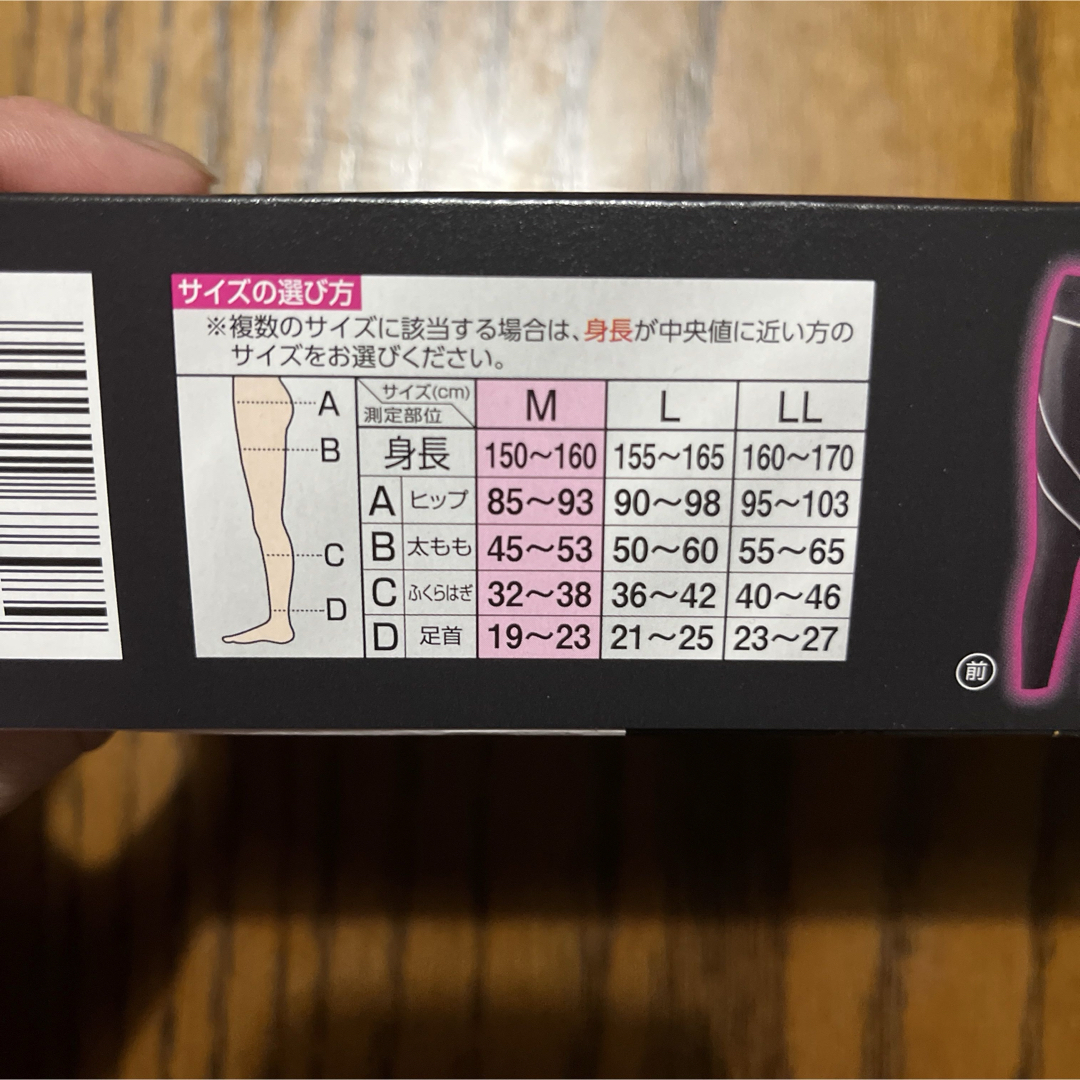 サイズの選び方
※複数のサイズに該当する場合は、身長が中央値に近い方の
サイズをお選びください。
A
B
C
D
サイズ(cm)
測定部位
M L LL
身長 150〜160 155〜165 160〜170
A ヒップ 85〜93 90〜98 95〜103
B 太もも 45〜53 50〜60 55〜65
C ふくらはぎ 32〜38 36〜42 40〜46
D 足首 19〜23 21〜25 23〜27
前